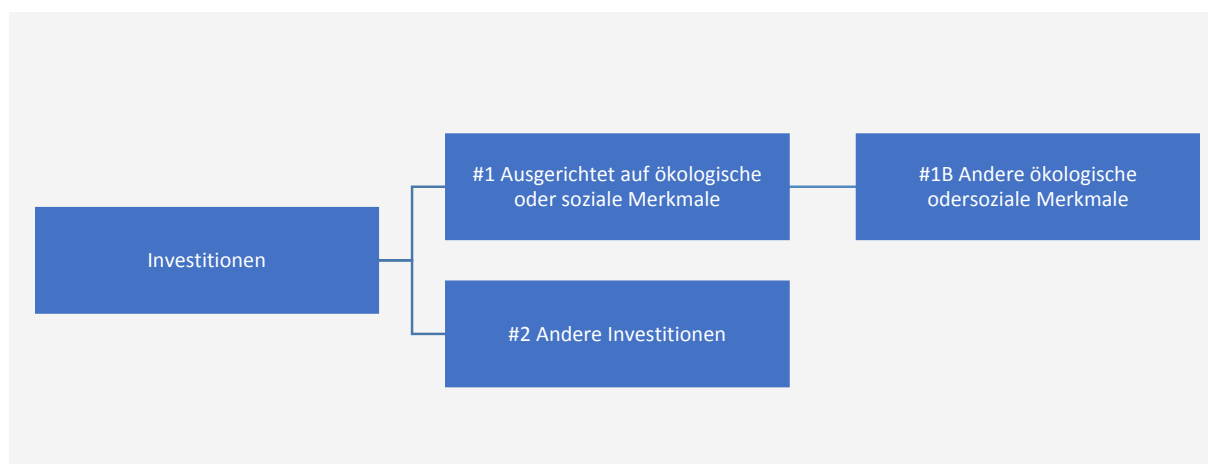 Investitionen
#1 Ausgerichtet auf ökologische
oder soziale Merkmale
#1B Andere ökologische
odersoziale Merkmale
#2 Andere Investitionen